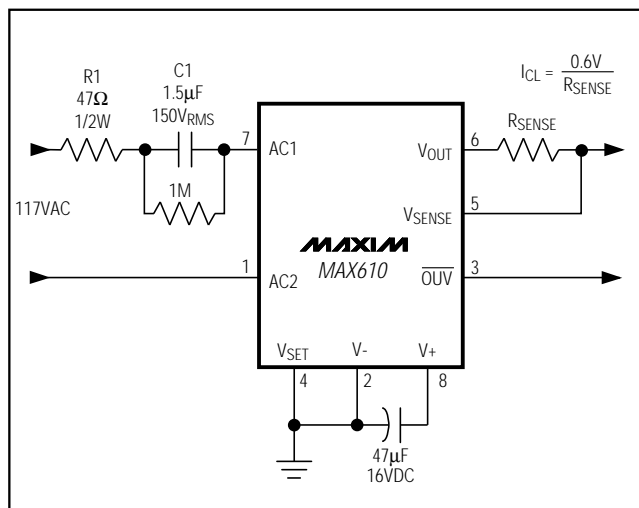 R1
47Ω
1/2W
C1
1.5µF
150VRMS
1M
117VAC
ICL = 0.6V / RSENSE
7 AC1
1 AC2
MAXIM
MAX610
VOUT 6
RSENSE
VSENSE 5
OUV 3
VSET V- V+
4 2 8
47µF
16VDC